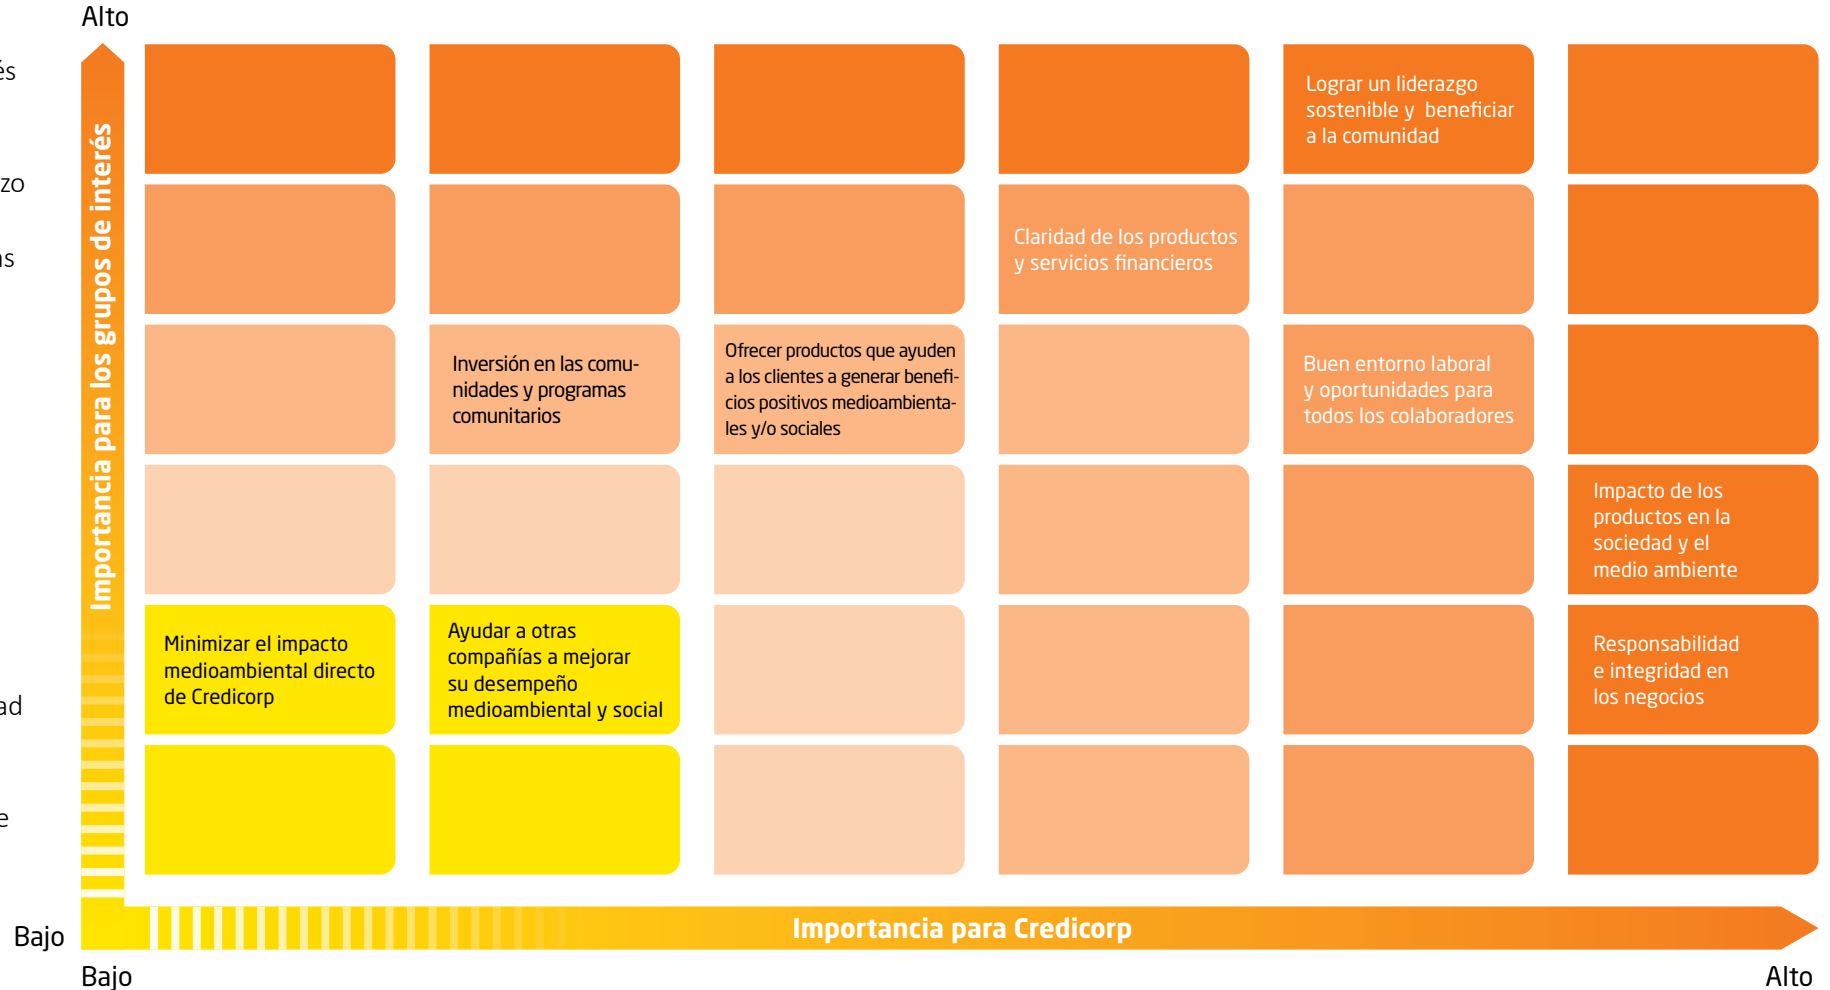 Alto
Importancia para los grupos de interés
Lograr un liderazgo
sostenible y beneficiar
a la comunidad
Claridad de los productos
y servicios financieros
Inversión en las comu-
nidades y programas
comunitarios
Ofrecer productos que ayuden
a los clientes a generar benefi-
cios positivos medioambienta-
les y/o sociales
Buen entorno laboral
y oportunidades para
todos los colaboradores
Impacto de los
productos en la
sociedad y el
medio ambiente
Minimizar el impacto
medioambiental directo
de Credicorp
Ayudar a otras
compañías a mejorar
su desempeño
medioambiental y social
Responsabilidad
e integridad en
los negocios
Bajo
Importancia para Credicorp
Bajo
Alto